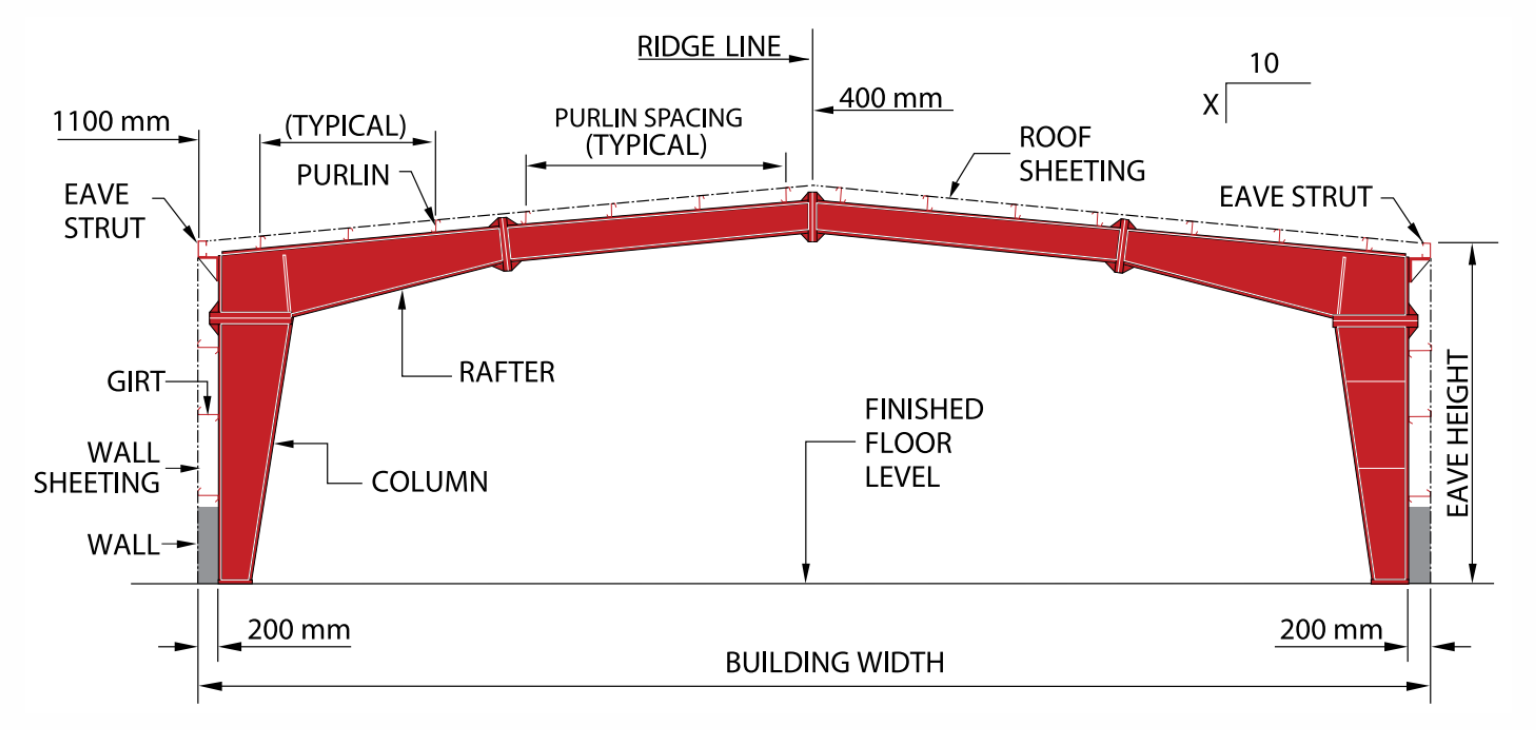 RIDGE LINE
10
X
400 mm
1100 mm
(TYPICAL)
PURLIN SPACING
(TYPICAL)
PURLIN
ROOF
SHEETING
EAVE
STRUT
EAVE STRUT
GIRT
RAFTER
FINISHED
FLOOR
LEVEL
EAVE HEIGHT
WALL
SHEETING
COLUMN
WALL
200 mm
200 mm
BUILDING WIDTH